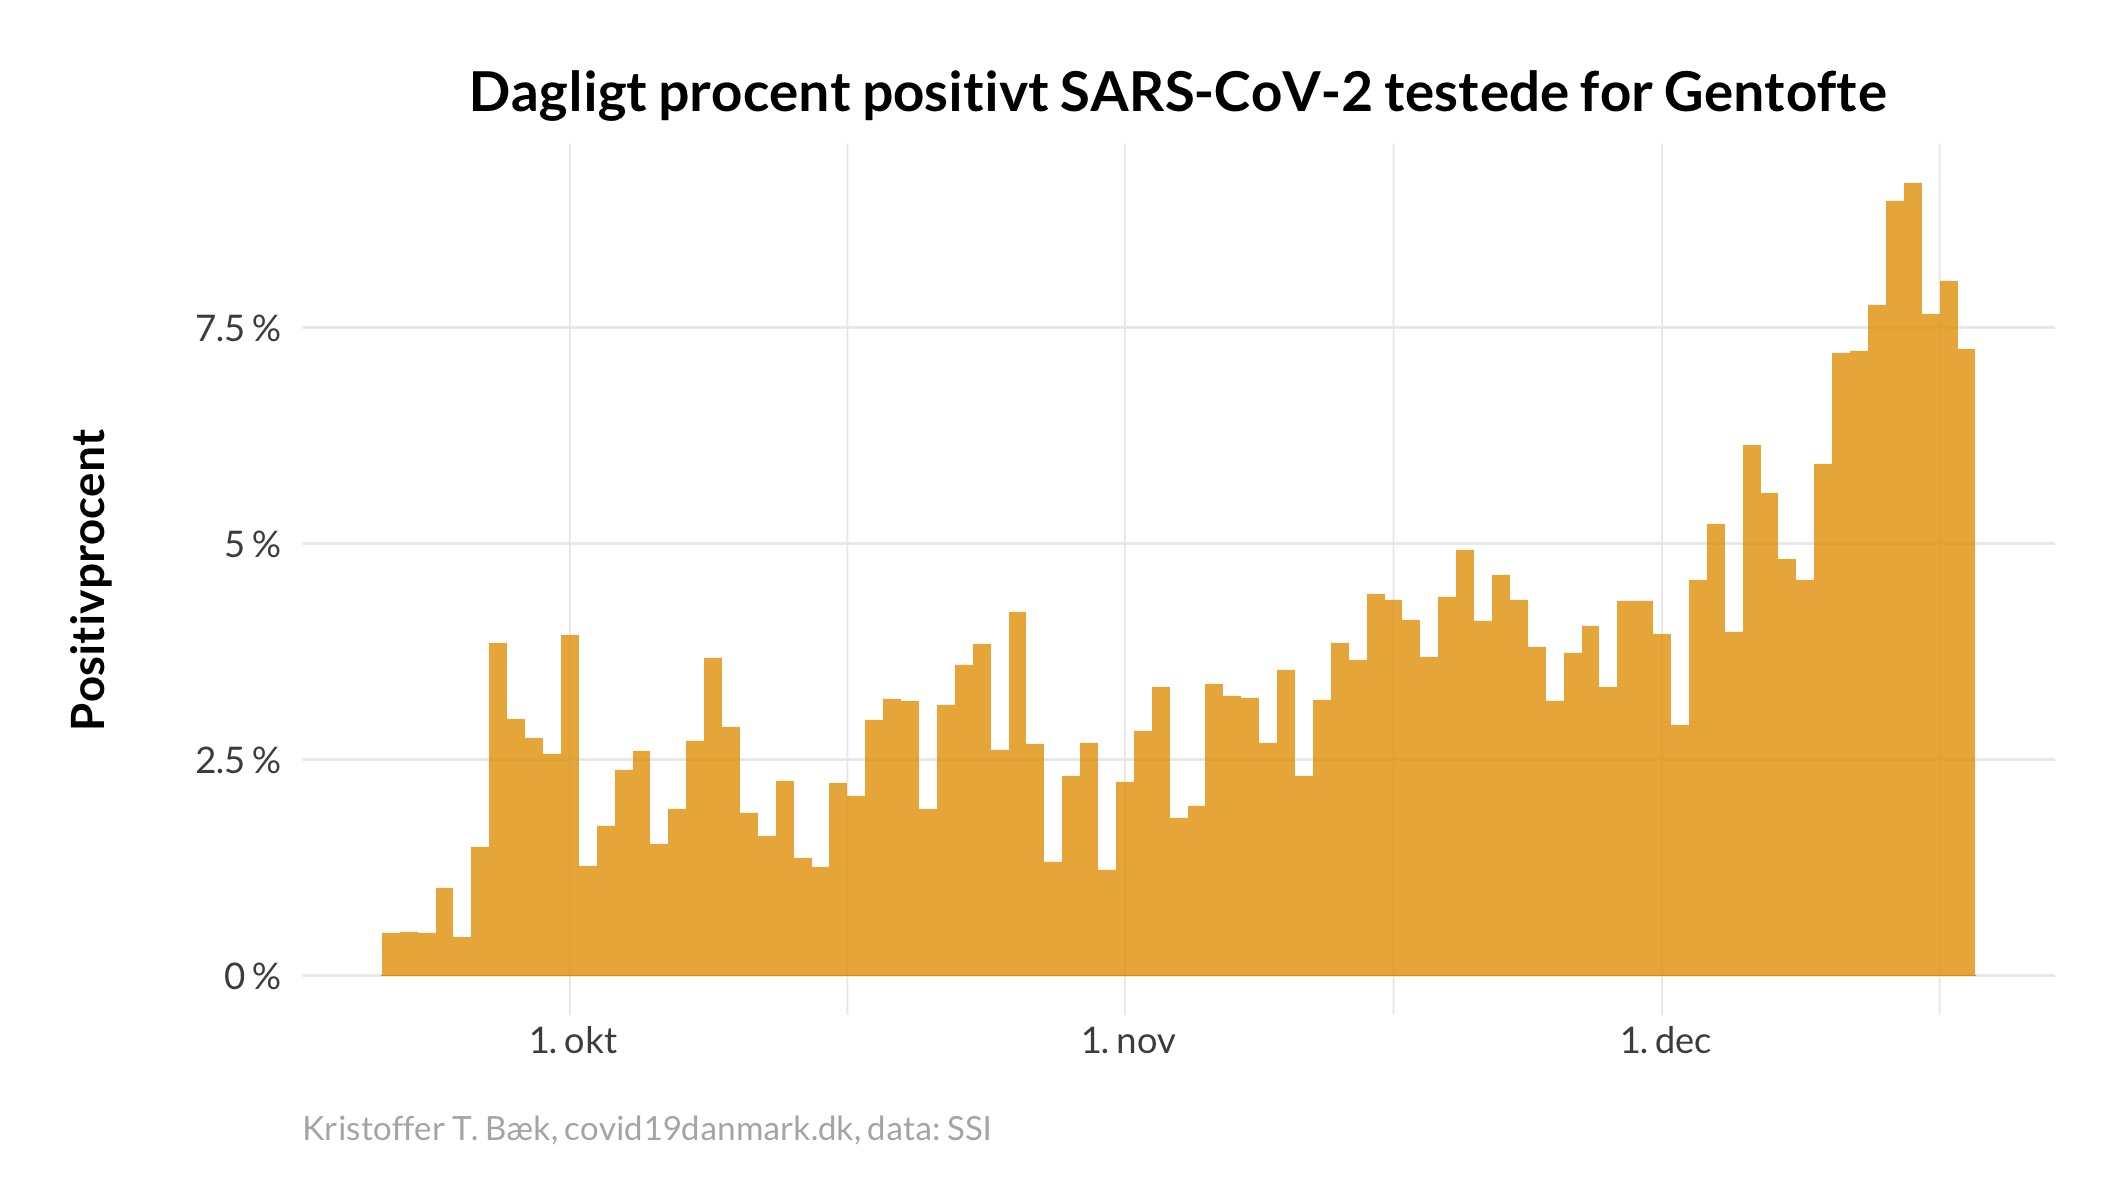 Dagligt procent positivt SARS-CoV-2 testede for Gentofte
Positivprocent
7.5 %
5 %
2.5 %
0 %
1. okt
1. nov
1. dec
Kristoffer T. Bæk, covid19danmark.dk, data: SSI